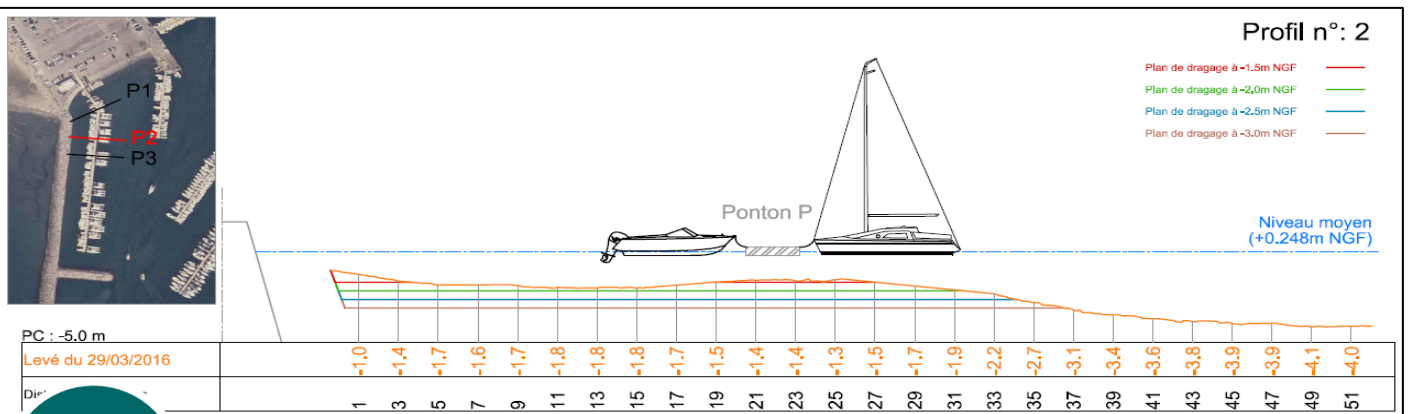 Profil n°: 2
Plan de dragage à -1.5m NGF
Plan de dragage à -2.0m NGF
Plan de dragage à -2.5m NGF
Plan de dragage à -3.0m NGF
P1
P2
P3
Ponton P
Niveau moyen
(+0.248m NGF)
PC : -5.0 m
Levé du 29/03/2016 -1.0 -1.4 -1.7 -1.6 -1.7 -1.8 -1.8 -1.8 -1.7 -1.5 -1.4 -1.4 -1.3 -1.5 -1.7 -1.9 -2.2 -2.7 -3.1 -3.4 -3.6 -3.8 -3.9 -3.9 -4.1 -4.0
1 3 5 7 9 11 13 15 17 19 21 23 25 27 29 31 33 35 37 39 41 43 45 47 49 51